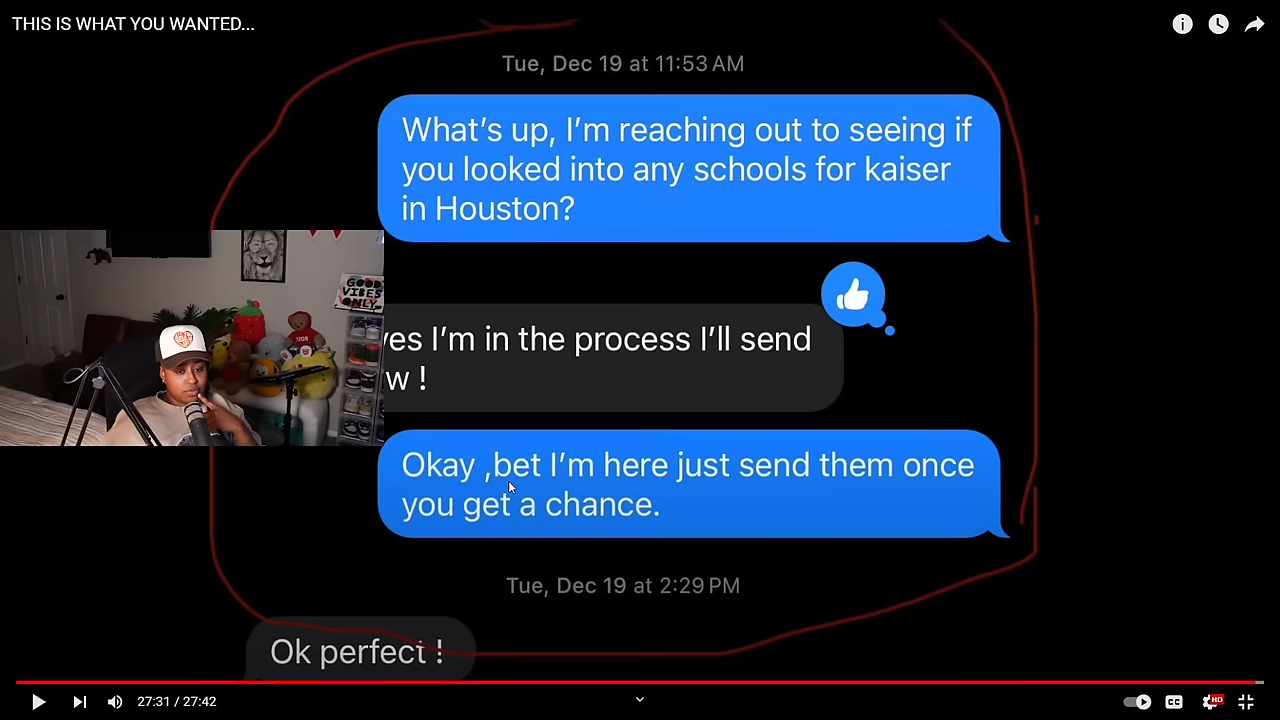 THIS IS WHAT YOU WANTED...
Tue, Dec 19 at 11:53 AM
What's up, I'm reaching out to seeing if
you looked into any schools for kaiser
in Houston?
GOOD
VIBES
ONLY
yes I'm in the process I'll send
w !
Okay ,bet I'm here just send them once
you get a chance.
Tue, Dec 19 at 2:29 PM
Ok perfect !
27:31 / 27:42
CC
HD